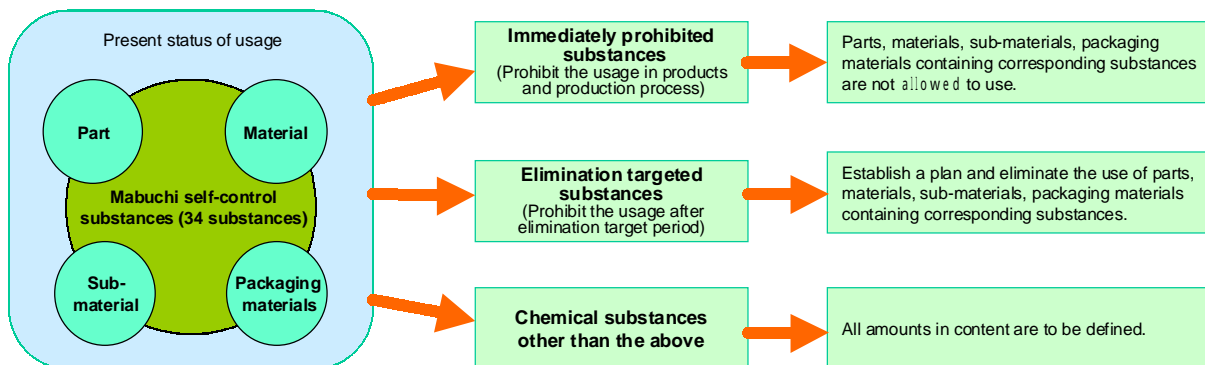 Present status of usage
Part
Material
Mabuchi self-control
substances (34 substances)
Sub-
material
Packaging
materials
Immediately prohibited
substances
(Prohibit the usage in products
and production process)
Parts, materials, sub-materials, packaging
materials containing corresponding substances
are not allowed to use.
Elimination targeted
substances
(Prohibit the usage after
elimination target period)
Establish a plan and eliminate the use of parts,
materials, sub-materials, packaging materials
containing corresponding substances.
Chemical substances
other than the above
All amounts in content are to be defined.